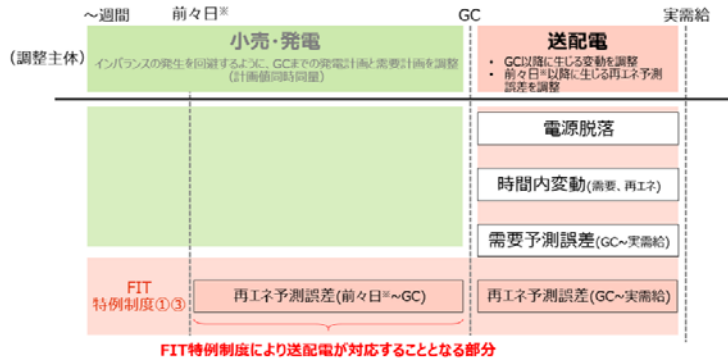 ～週間 前々日※ GC 実需給
(調整主体)
小売・発電
インバランスの発生を回避するように、GCまでの発電計画と需要計画を調整
(計画値同時同量)
送配電
• GC以降に生じる変動を調整
• 前々日※以降に生じる再エネ予測
誤差を調整
電源脱落
時間内変動(需要、再エネ)
需要予測誤差(GC~実需給)
FIT
特例制度①③
再エネ予測誤差(前々日※~GC)
再エネ予測誤差(GC~実需給)
FIT特例制度により送配電が対応することとなる部分